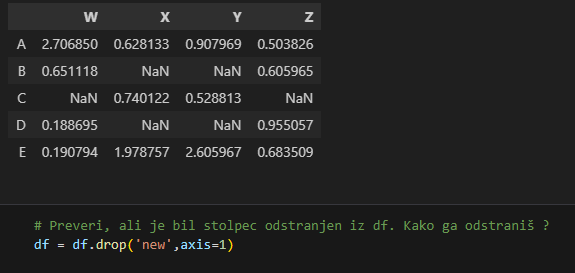 W X Y Z
A 2.706850 0.628133 0.907969 0.503826
B 0.651118 NaN NaN 0.605965
C NaN 0.740122 0.528813 NaN
D 0.188695 NaN NaN 0.955057
E 0.190794 1.978757 2.605967 0.683509
# Preveri, ali je bil stolpec odstranjen iz df. Kako ga odstraniš ?
df = df.drop('new',axis=1)